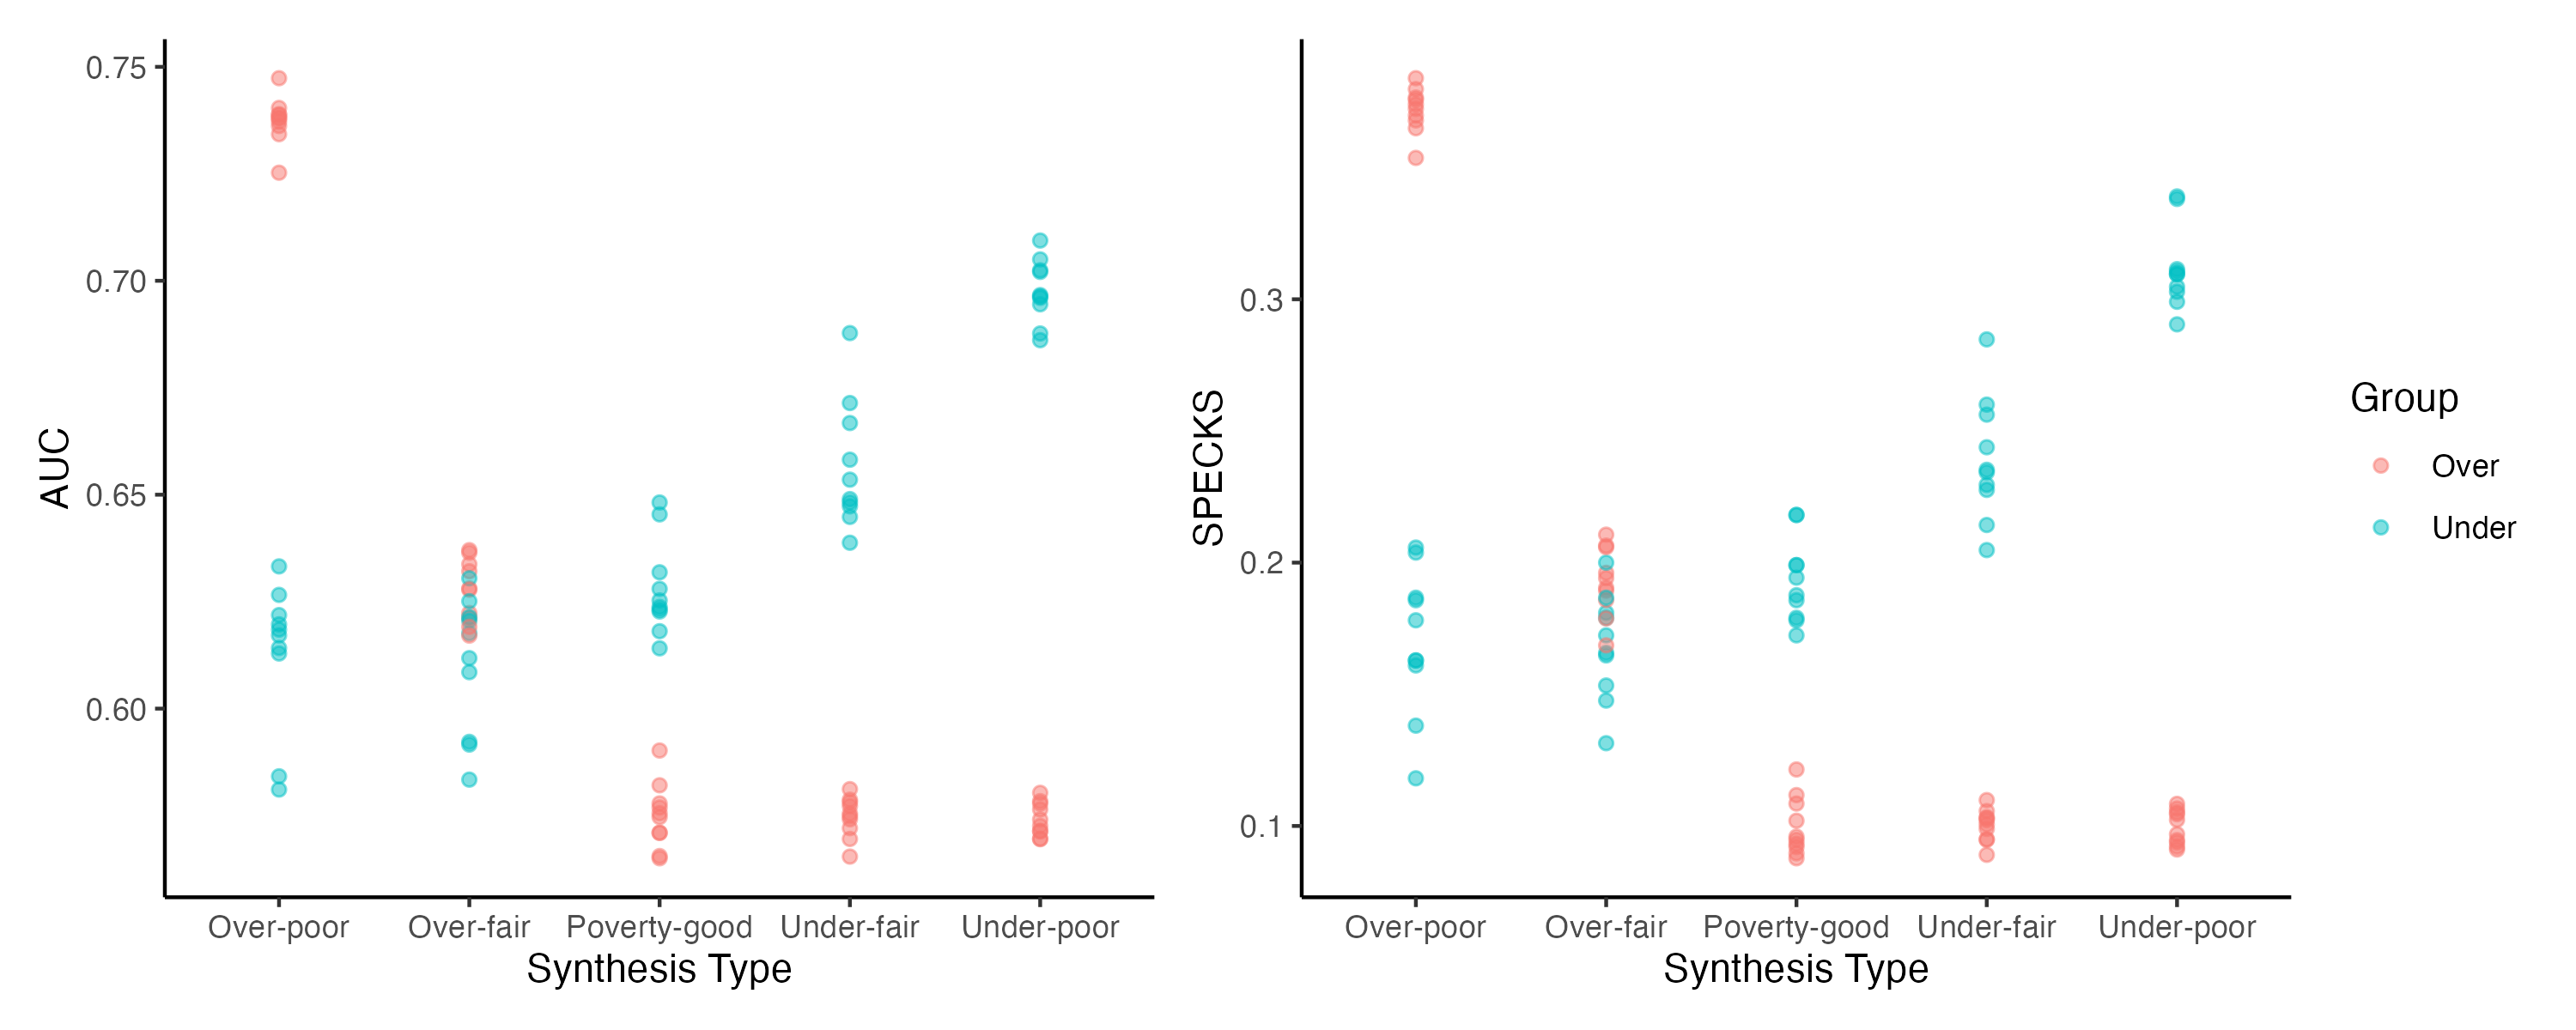 0.75
0.70
0.65
0.60
AUC
Over-poor Over-fair Poverty-good Under-fair Under-poor
Synthesis Type
0.3
0.2
0.1
SPECKS
Over-poor Over-fair Poverty-good Under-fair Under-poor
Synthesis Type
Group
Over
Under